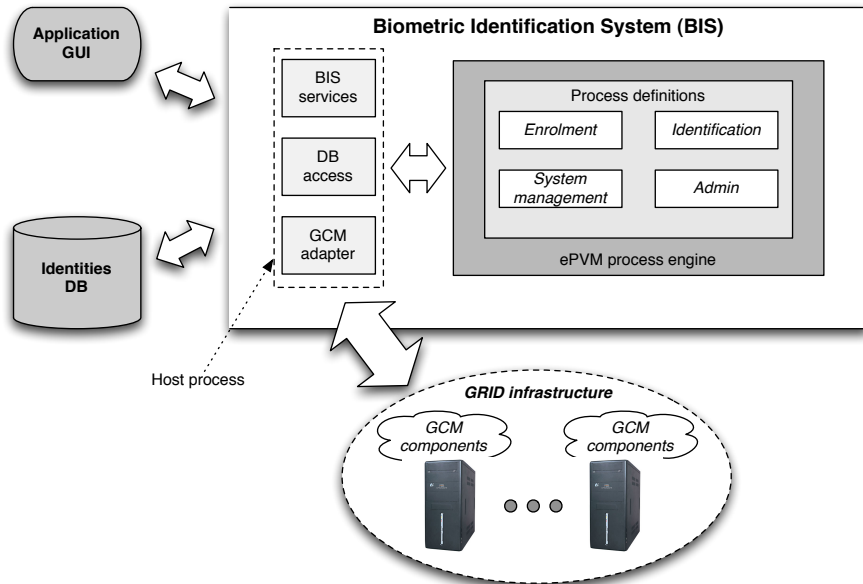 Application
GUI
Biometric Identification System (BIS)
BIS
services
DB
access
GCM
adapter
Process definitions
Enrolment
Identification
System
management
Admin
ePVM process engine
Identities
DB
Host process
GRID infrastructure
GCM
components
GCM
components